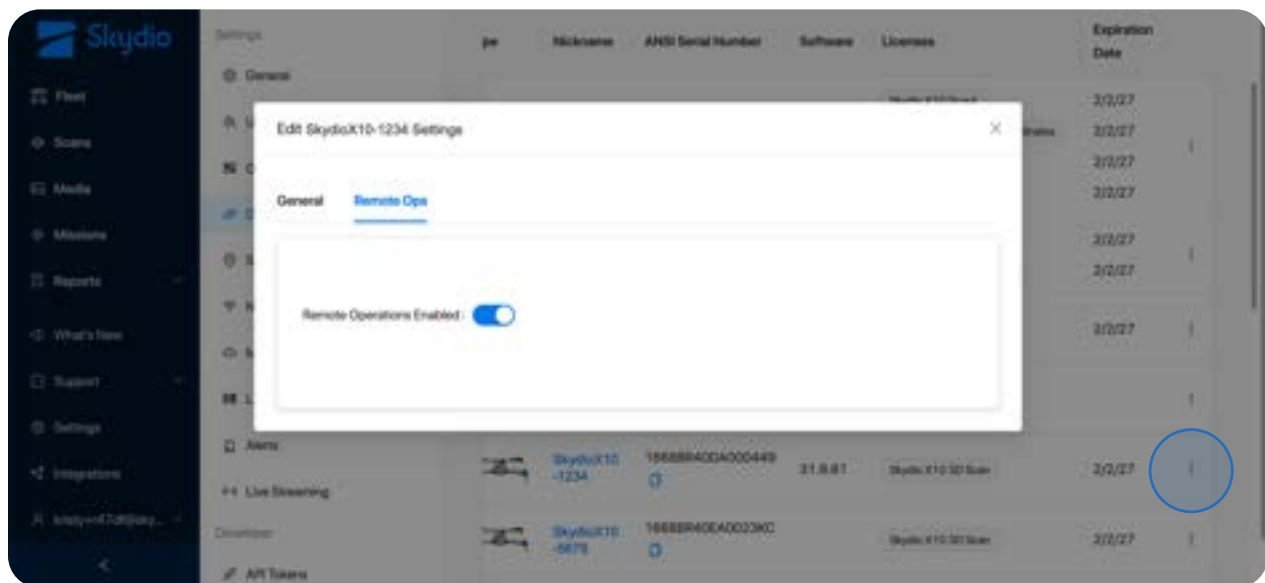 Skydio
Fleet
Scans
Media
Missions
Reports
What's New
Support
Settings
Integrations
Settings
General
Alerts
Live Streaming
Developer
API Tokens
Nickname ANSI Serial Number Software Licenses Expiration Date
2/2/27
2/2/27
2/2/27
2/2/27
2/2/27
2/2/27
2/2/27
Edit SkydioX10-1234 Settings
General Remote Ops
Remote Operations Enabled :
SkydioX10 -1234 Skydio X10 3D Scan 2/2/27
SkydioX10 -5678 Skydio X10 3D Scan 2/2/27